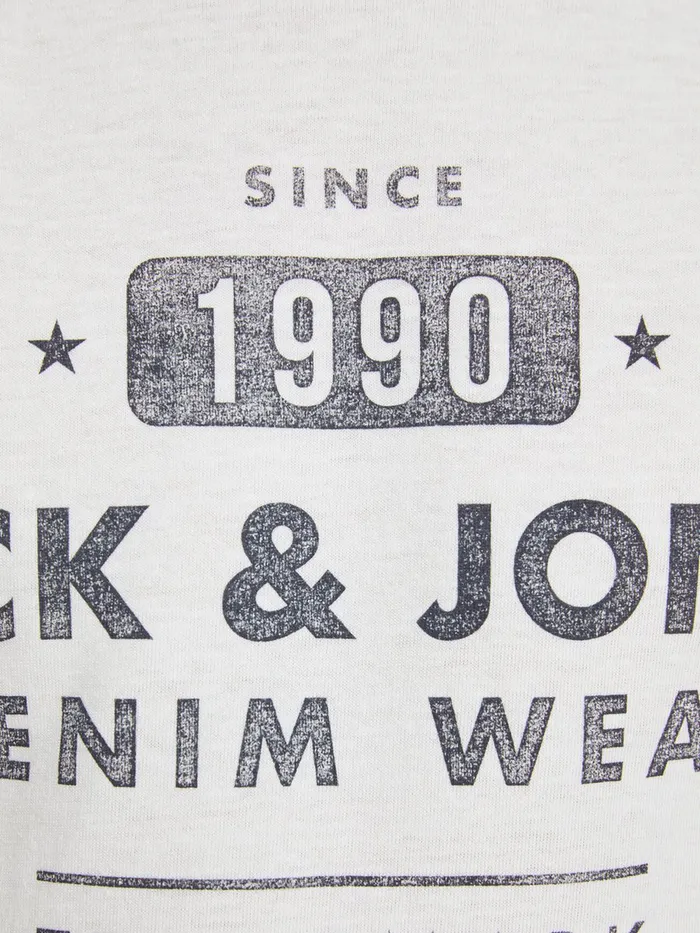 SINCE
1990
CK & JO
ENIM WEA